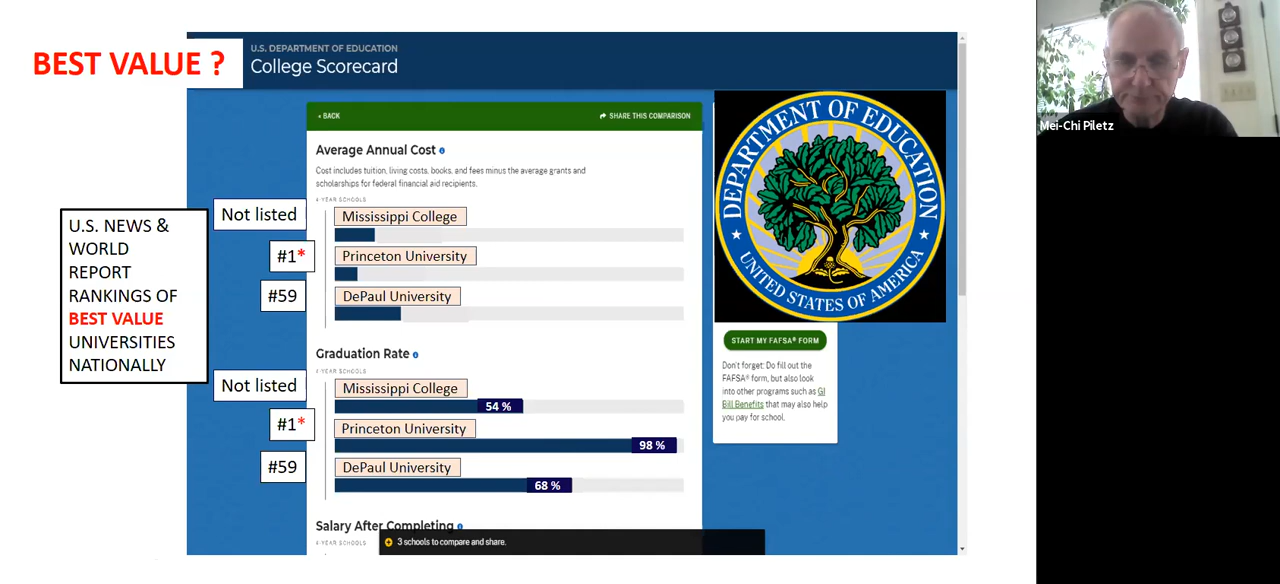 BEST VALUE ?
U.S. DEPARTMENT OF EDUCATION
College Scorecard
Mei-Chi Piletz
‹ BACK
SHARE THIS COMPARISON
DEPARTMENT OF EDUCATION
UNITED STATES OF AMERICA
Average Annual Cost
Cost includes tuition, living costs, books, and fees minus the average grants and
scholarships for federal financial aid recipients.
4-YEAR SCHOOLS
Not listed
Mississippi College
#1*
Princeton University
#59
DePaul University
U.S. NEWS &
WORLD
REPORT
RANKINGS OF
BEST VALUE
UNIVERSITIES
NATIONALLY
Graduation Rate
4-YEAR SCHOOLS
Not listed
Mississippi College
54 %
#1*
Princeton University
98 %
#59
DePaul University
68 %
START MY FAFSA® FORM
Don't forget: Do fill out the
FAFSA® form, but also look
into other programs such as GI
Bill Benefits that may also help
you pay for school.
Salary After Completing
4-YEAR SCHOOLS
3 schools to compare and share.